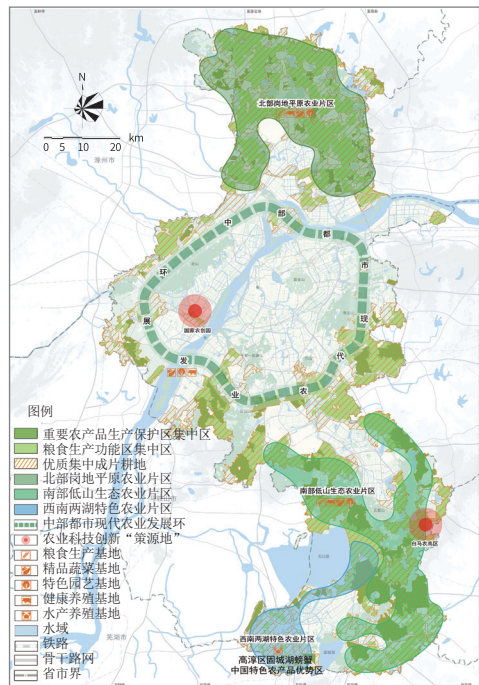 北部岗地平原农业片区
N
0 5 10 20 km
滁州市
中部都市现代农业发展环
国家农创园
图例
重要农产品生产保护区集中区
粮食生产功能区集中区
优质集中成片耕地
北部岗地平原农业片区
南部低山生态农业片区
西南两湖特色农业片区
中部都市现代农业发展环
农业科技创新“策源地”
粮食生产基地
精品蔬菜基地
特色园艺基地
健康养殖基地
水产养殖基地
水域
铁路
骨干路网
省市界
南部低山生态农业片区
白马农高区
石臼湖
芜湖市
西南两湖特色农业片区
高淳区固城湖螃蟹
中国特色农产品优势区